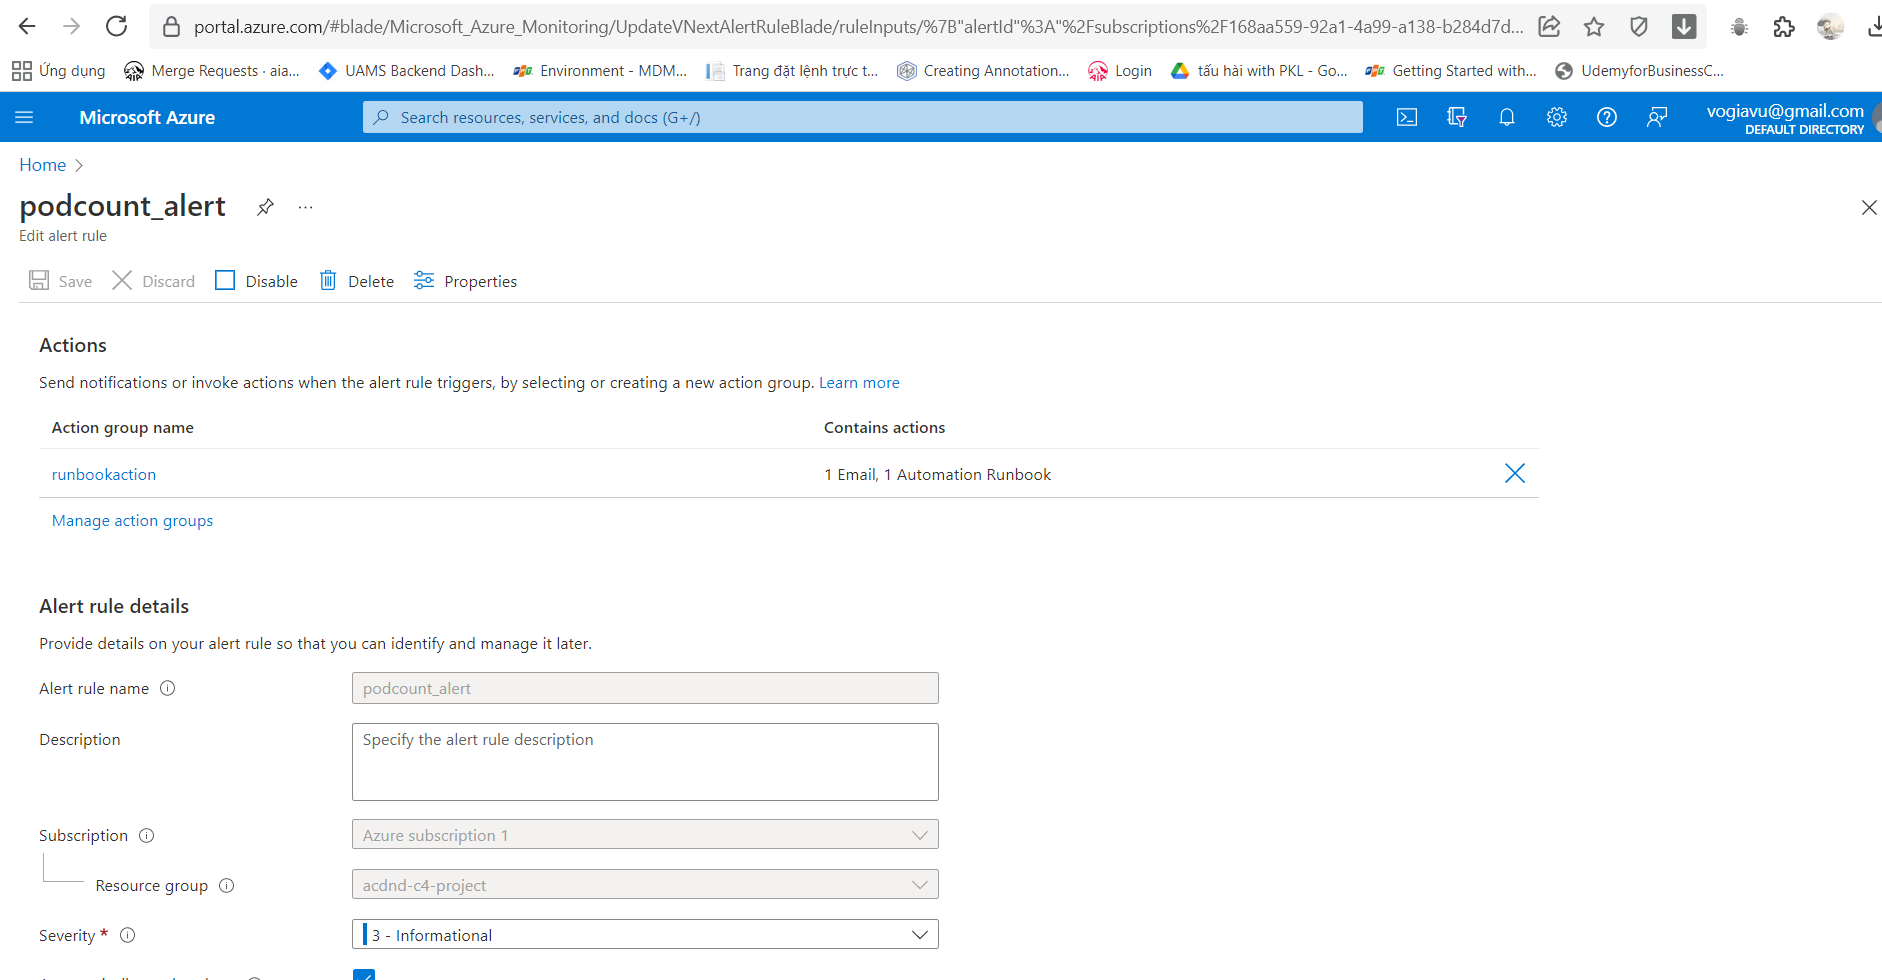 portal.azure.com/#blade/Microsoft_Azure_Monitoring/UpdateVNextAlertRuleBlade/ruleInputs/%7B"alertId"%3A"%2Fsubscriptions%2F168aa559-92a1-4a99-a138-b284d7d...
Ứng dụng Merge Requests · aia... UAMS Backend Dash... Environment - MDM... Trang đặt lệnh trực t... Creating Annotation... Login tấu hài with PKL - Go... Getting Started with... UdemyforBusinessC...
Microsoft Azure Search resources, services, and docs (G+/) vogiavu@gmail.com
DEFAULT DIRECTORY
Home
podcount_alert ...
Edit alert rule
Save Discard Disable Delete Properties
Actions
Send notifications or invoke actions when the alert rule triggers, by selecting or creating a new action group. Learn more
Action group name Contains actions
runbookaction 1 Email, 1 Automation Runbook
Manage action groups
Alert rule details
Provide details on your alert rule so that you can identify and manage it later.
Alert rule name podcount_alert
Description Specify the alert rule description
Subscription Azure subscription 1
Resource group acdnd-c4-project
Severity * 3 - Informational